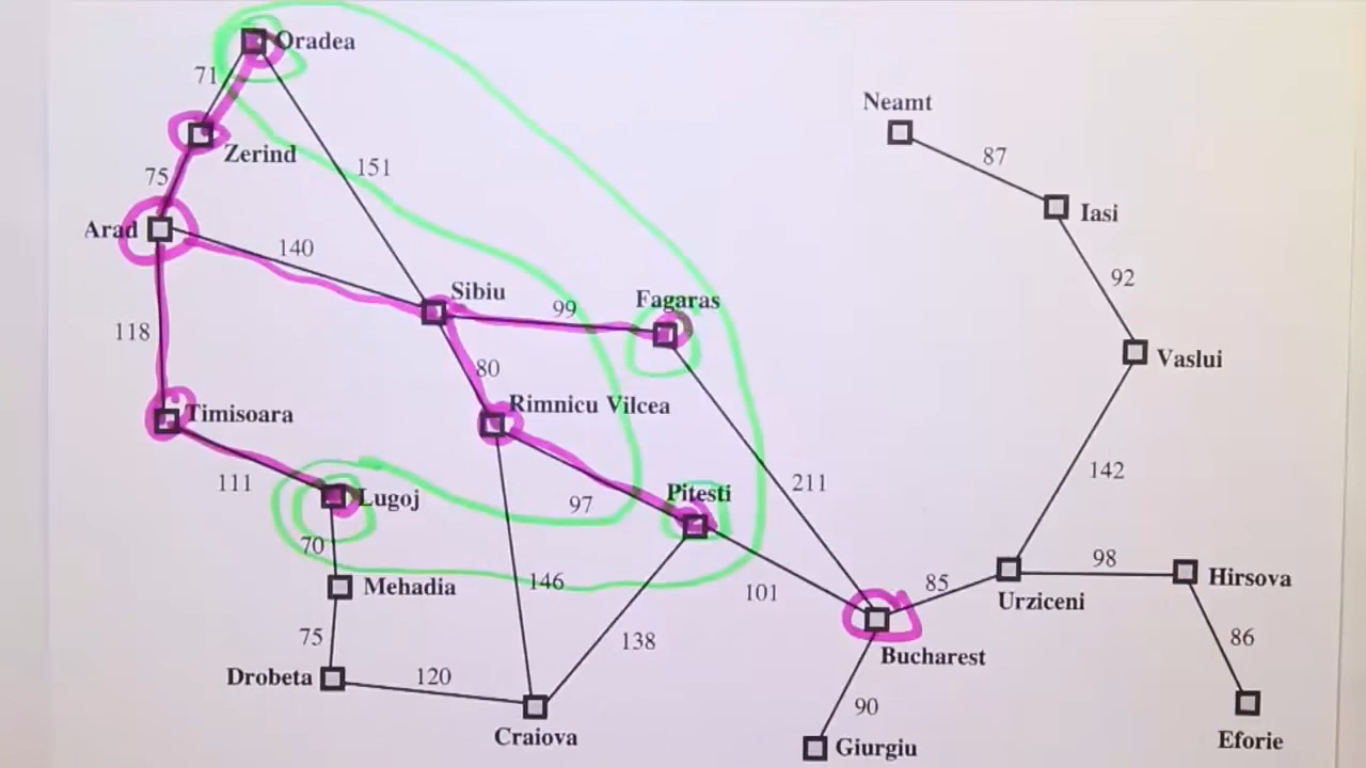 Oradea
71
Neamt
87
Zerind
151
75
Iasi
Arad
140
92
Sibiu
99
Fagaras
118
Vaslui
80
Rimnicu Vilcea
Timisoara
142
111
Lugoj
97
Pitesti
211
70
98
Mehadia
146
101
85
Hirsova
Urziceni
75
138
86
Bucharest
Drobeta
120
90
Craiova
Giurgiu
Eforie